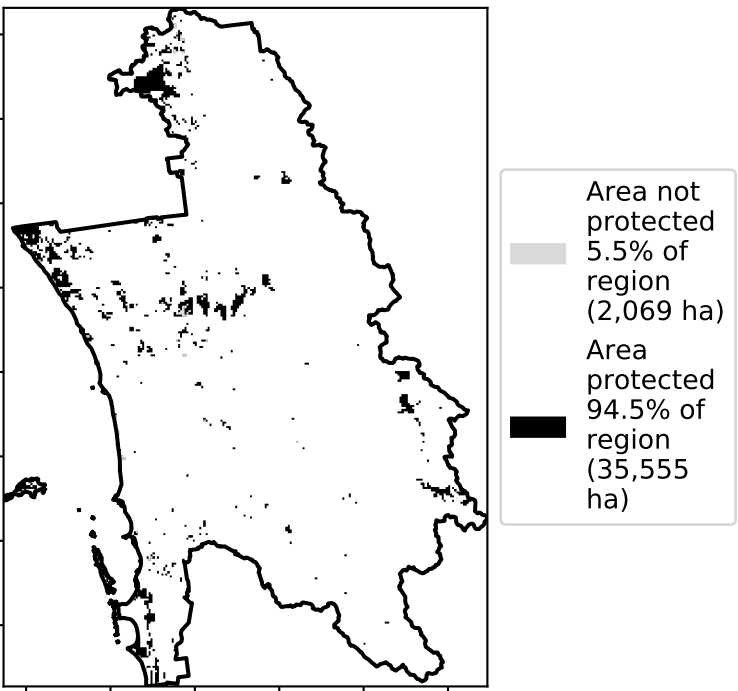 Area not
protected
5.5% of
region
(2,069 ha)
Area
protected
94.5% of
region
(35,555
ha)